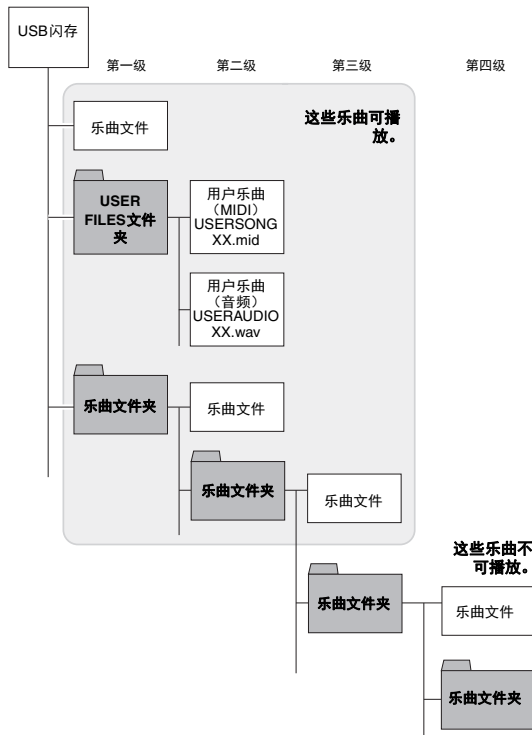 USB闪存
第一级
第二级
第三级
第四级
乐曲文件
这些乐曲可播
放。
USER
FILES文件
夹
用户乐曲
（MIDI）
USERSONG
XX.mid
用户乐曲
（音频）
USERAUDIO
XX.wav
乐曲文件夹
乐曲文件
乐曲文件夹
乐曲文件
这些乐曲不
可播放。
乐曲文件夹
乐曲文件
乐曲文件夹